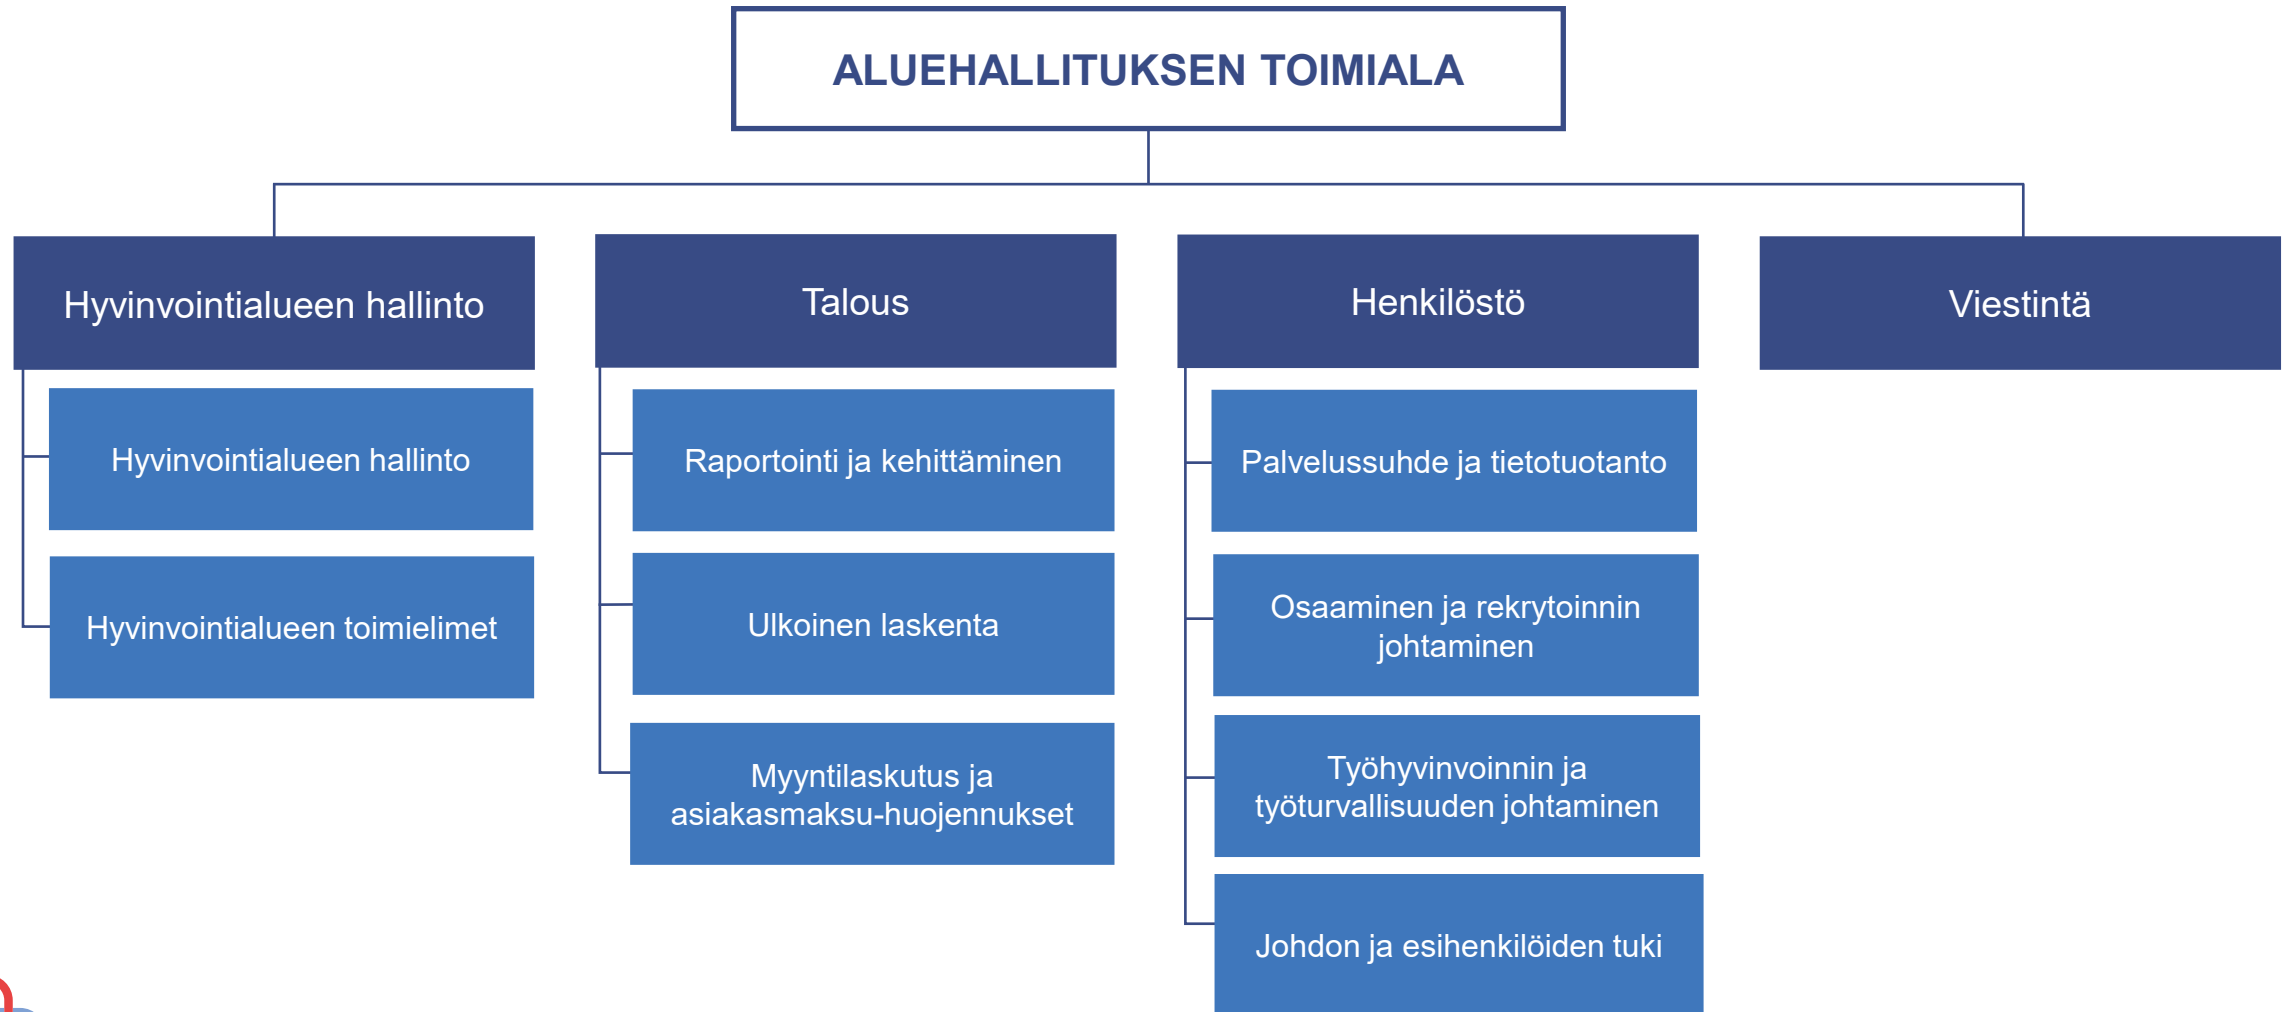 ALUEHALLITUKSEN TOIMIALA
Hyvinvointialueen hallinto
Hyvinvointialueen hallinto
Hyvinvointialueen toimielimet
Talous
Raportointi ja kehittäminen
Ulkoinen laskenta
Myyntilaskutus ja
asiakasmaksu-huojennukset
Henkilöstö
Palvelussuhde ja tietotuotanto
Osaaminen ja rekrytoinnin
johtaminen
Työhyvinvoinnin ja
työturvallisuuden johtaminen
Johdon ja esihenkilöiden tuki
Viestintä